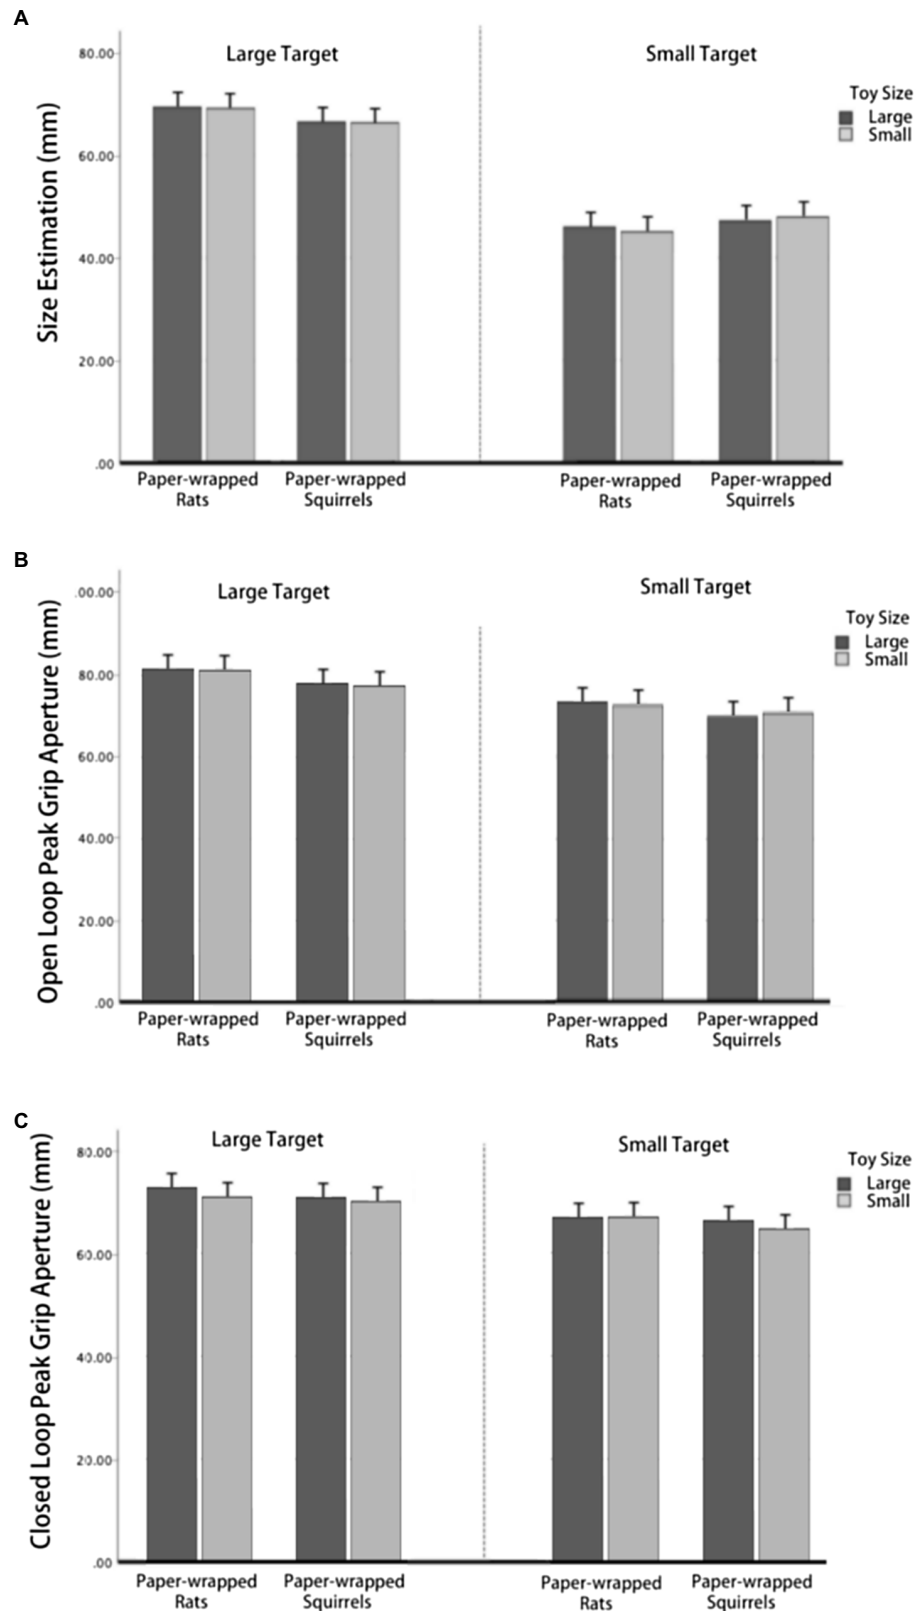 A
Large Target
Small Target
Size Estimation (mm)
80.00
60.00
40.00
20.00
.00
Toy Size
Large
Small
Paper-wrapped
Rats
Paper-wrapped
Squirrels
Paper-wrapped
Rats
Paper-wrapped
Squirrels
B
Large Target
Small Target
Open Loop Peak Grip Aperture (mm)
.00.00
80.00
60.00
40.00
20.00
.00
Toy Size
Large
Small
Paper-wrapped
Rats
Paper-wrapped
Squirrels
Paper-wrapped
Rats
Paper-wrapped
Squirrels
C
Large Target
Small Target
Closed Loop Peak Grip Aperture (mm)
80.00
60.00
40.00
20.00
.00
Toy Size
Large
Small
Paper-wrapped
Rats
Paper-wrapped
Squirrels
Paper-wrapped
Rats
Paper-wrapped
Squirrels